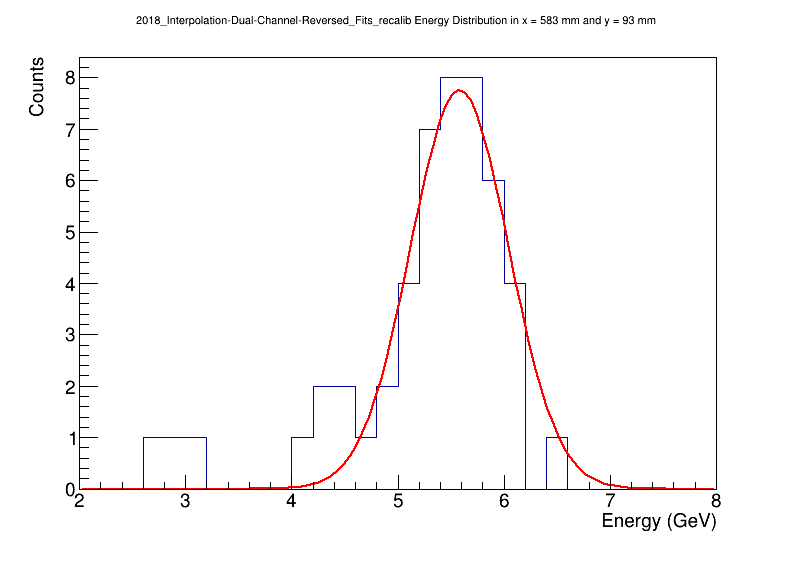 2018_Interpolation-Dual-Channel-Reversed_Fits_recalib Energy Distribution in x = 583 mm and y = 93 mm
Counts
8
7
6
5
4
3
2
1
0
2 3 4 5 6 7 8
Energy (GeV)